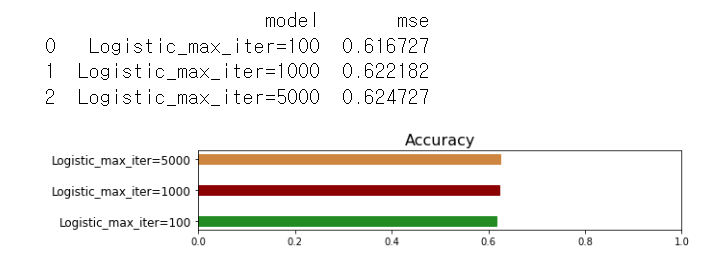 model mse
0 Logistic_max_iter=100 0.616727
1 Logistic_max_iter=1000 0.622182
2 Logistic_max_iter=5000 0.624727
Accuracy
Logistic_max_iter=5000
Logistic_max_iter=1000
Logistic_max_iter=100
0.0 0.2 0.4 0.6 0.8 1.0